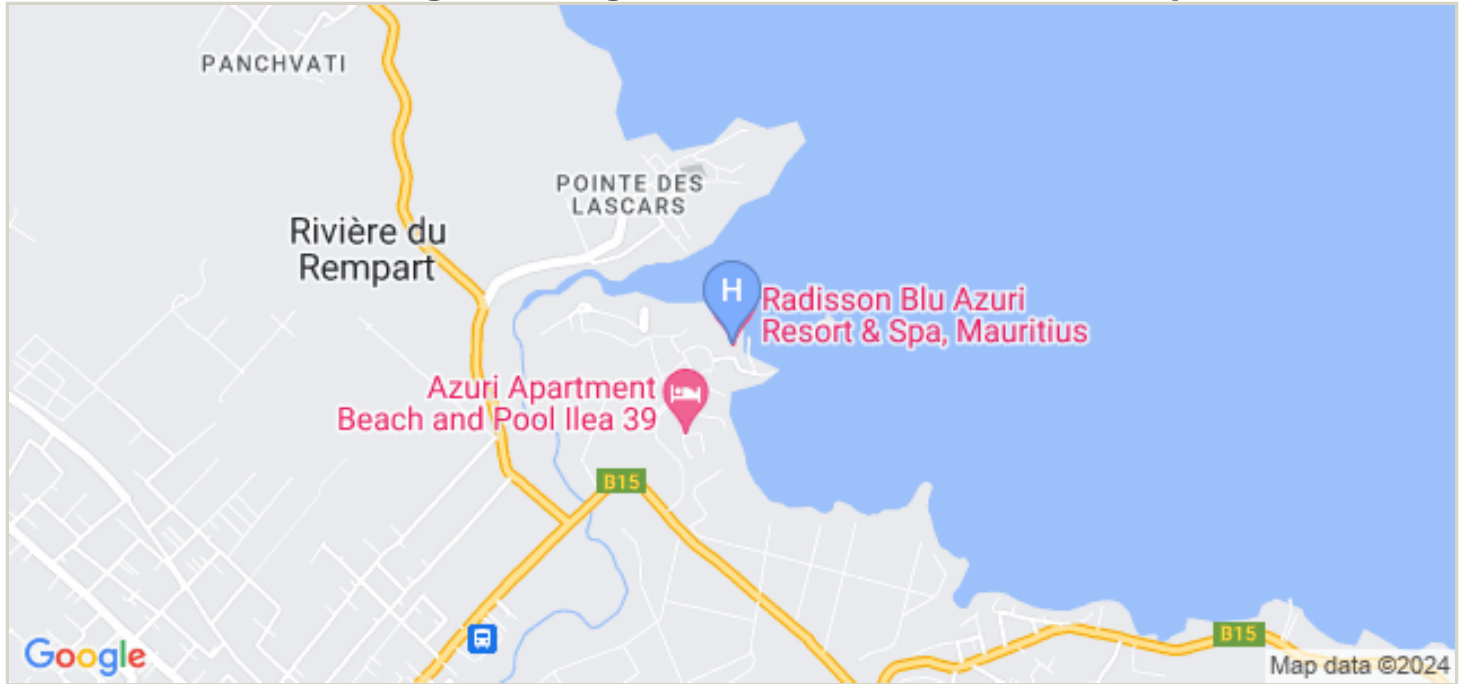 PANCHVATI
POINTE DES
LASCARS
Rivière du
Rempart
H
Radisson Blu Azuri
Resort & Spa, Mauritius
Azuri Apartment
Beach and Pool Ilea 39
B15
B15
Google
Map data ©2024